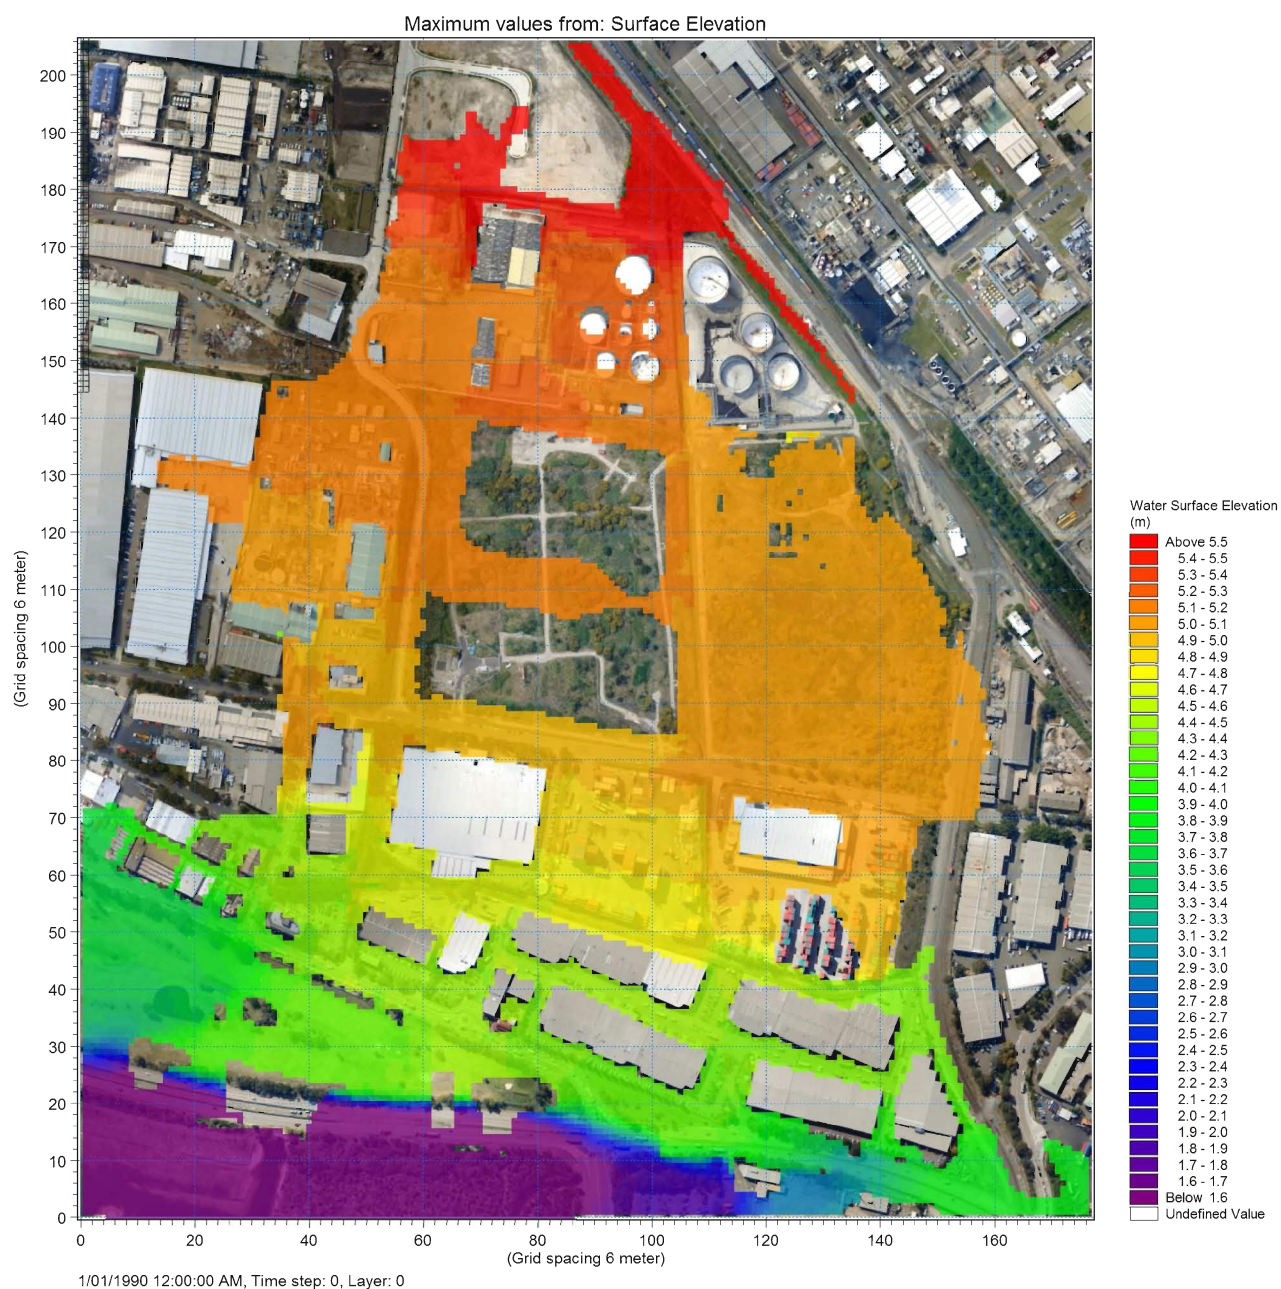 Maximum values from: Surface Elevation
200
190
180
170
160
150
140
130
120
110
100
90
80
70
60
50
40
30
20
10
0
(Grid spacing 6 meter)
0 20 40 60 80 100 120 140 160
(Grid spacing 6 meter)
1/01/1990 12:00:00 AM, Time step: 0, Layer: 0
Water Surface Elevation
(m)
Above 5.5
5.4 - 5.5
5.3 - 5.4
5.2 - 5.3
5.1 - 5.2
5.0 - 5.1
4.9 - 5.0
4.8 - 4.9
4.7 - 4.8
4.6 - 4.7
4.5 - 4.6
4.4 - 4.5
4.3 - 4.4
4.2 - 4.3
4.1 - 4.2
4.0 - 4.1
3.9 - 4.0
3.8 - 3.9
3.7 - 3.8
3.6 - 3.7
3.5 - 3.6
3.4 - 3.5
3.3 - 3.4
3.2 - 3.3
3.1 - 3.2
3.0 - 3.1
2.9 - 3.0
2.8 - 2.9
2.7 - 2.8
2.6 - 2.7
2.5 - 2.6
2.4 - 2.5
2.3 - 2.4
2.2 - 2.3
2.1 - 2.2
2.0 - 2.1
1.9 - 2.0
1.8 - 1.9
1.7 - 1.8
1.6 - 1.7
Below 1.6
Undefined Value